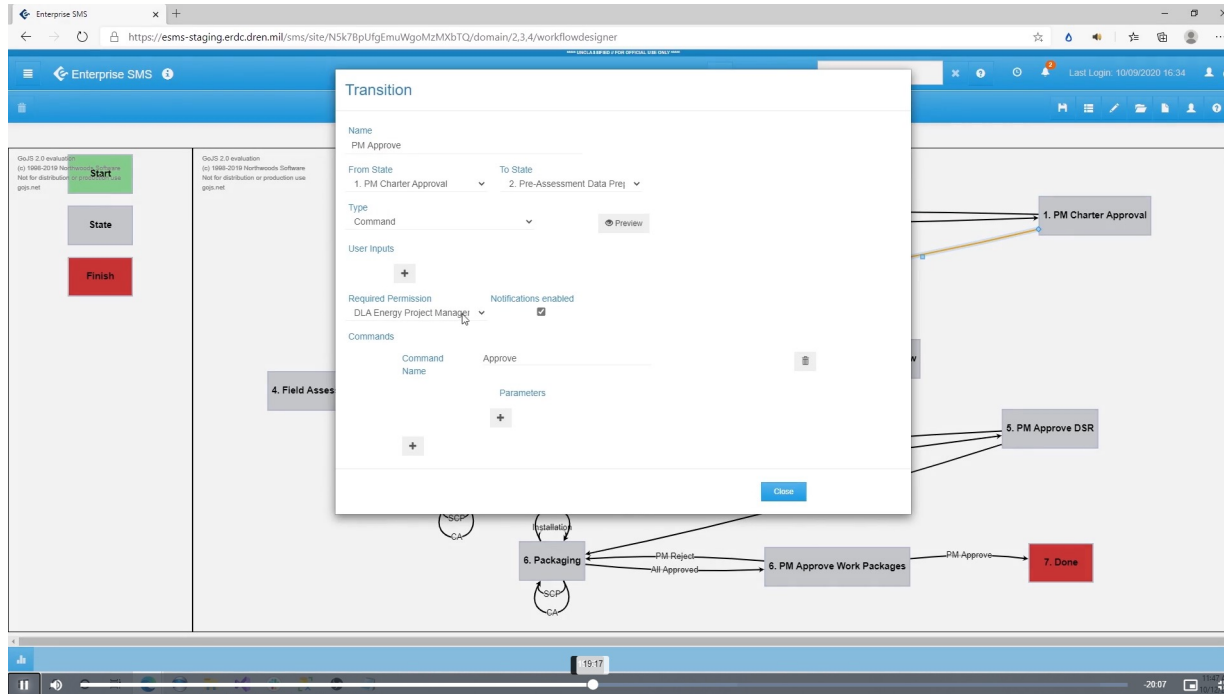 Enterprise SMS
https://esms-staging.erdc.dren.mil/sms/site/N5k7BpUfgEmuWgoMzMXbTQ/domain/2,3,4/workflowdesigner
**** UNCLASSIFIED // FOR OFFICIAL USE ONLY ****
Enterprise SMS
2
Last Login: 10/09/2020 16:34
Transition
Name
PM Approve
From State
To State
1. PM Charter Approval
2. Pre-Assessment Data Prep
Type
Command
Preview
User Inputs
+
Required Permission
Notifications enabled
DLA Energy Project Manager
Commands
Command
Name
Approve
Parameters
+
+
Close
GoJS 2.0 evaluation
(c) 1998-2019 Northwoods Software
Not for distribution or production use
gojs.net
Start
State
Finish
GoJS 2.0 evaluation
(c) 1998-2019 Northwoods Software
Not for distribution or production use
gojs.net
1. PM Charter Approval
4. Field Asses
5. PM Approve DSR
SCP
CA
Installation
6. Packaging
PM Reject
All Approved
6. PM Approve Work Packages
PM Approve
7. Done
SCP
CA
19:17
-20:07